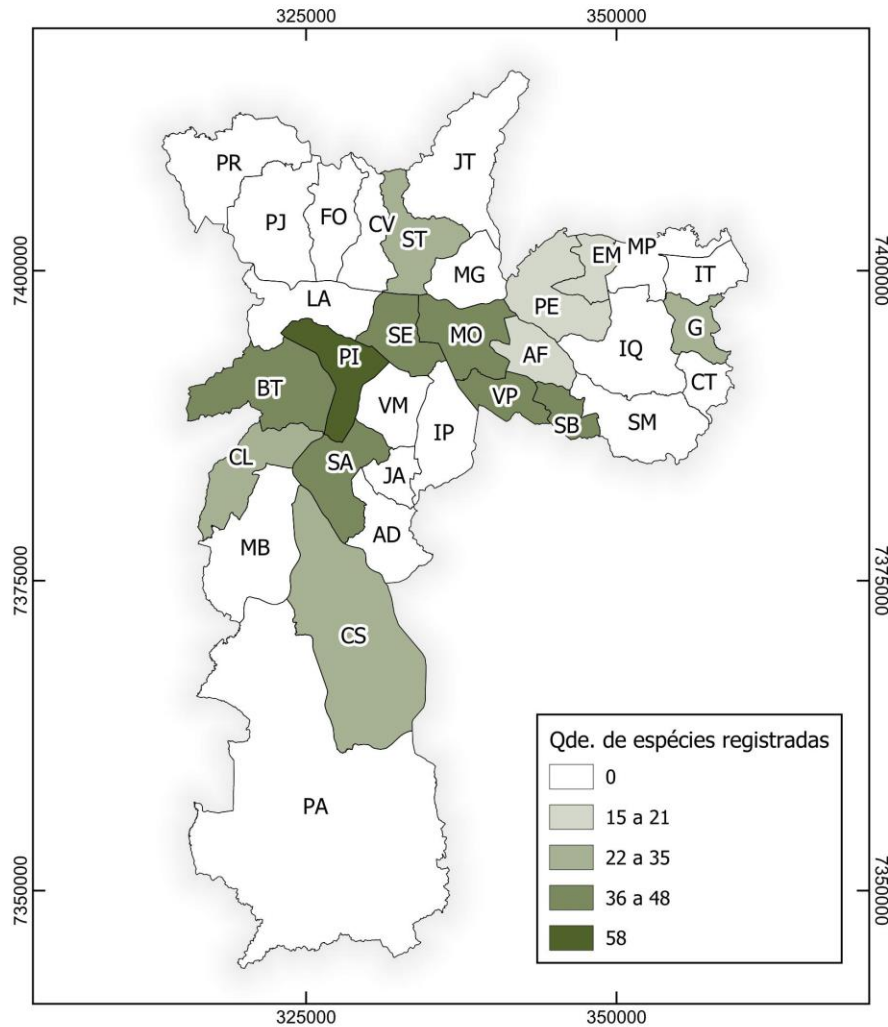 325000 350000
PR
JT
PJ
FO
CV
ST
MG
EM
MP
IT
7400000
7400000
LA
PE
SE
MO
G
PI
AF
IQ
BT
VM
VP
CT
IP
SB
SM
CL
SA
JA
AD
MB
7375000
7375000
CS
Qde. de espécies registradas
0
15 a 21
22 a 35
36 a 48
58
PA
7350000
7350000
325000 350000